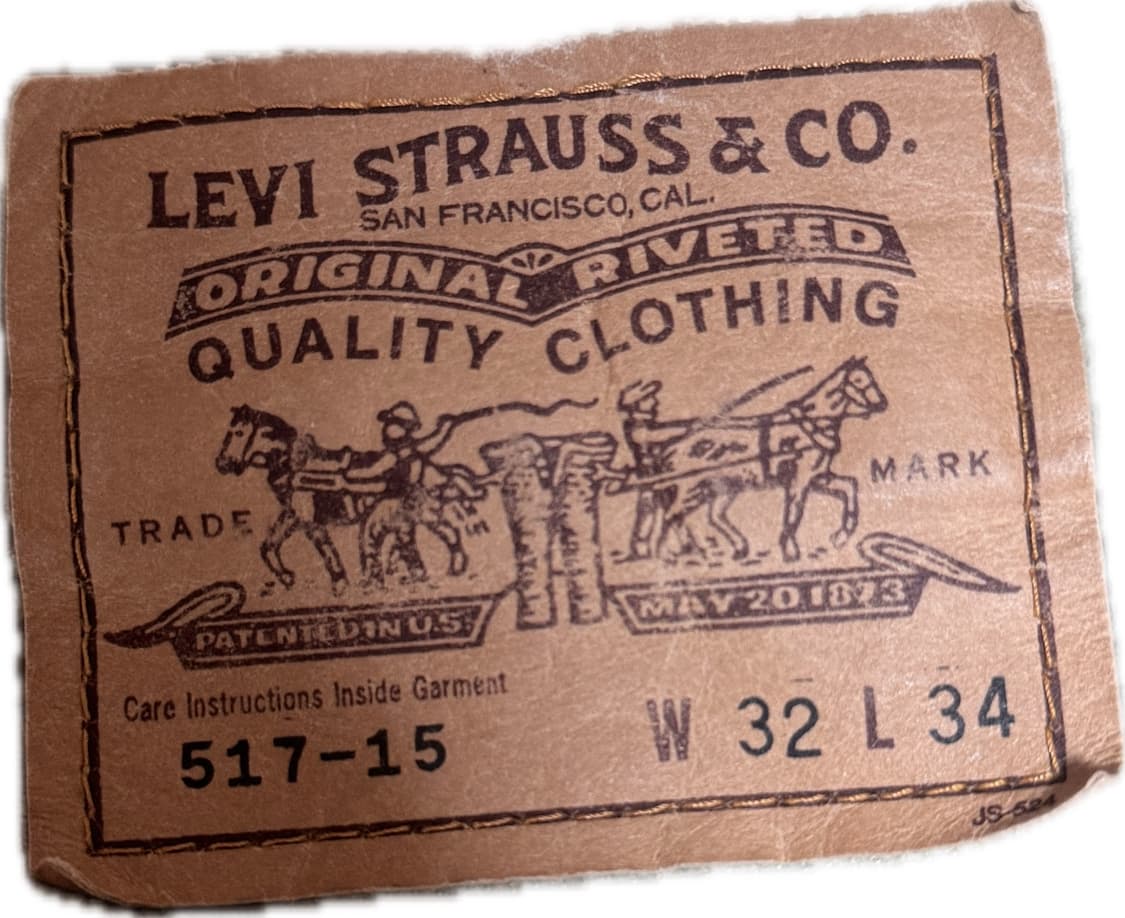 LEVI STRAUSS & CO.
SAN FRANCISCO, CAL.
ORIGINAL RIVETED
QUALITY CLOTHING
TRADE MARK
PATENTED IN U.S. MAY 20 1873
Care Instructions Inside Garment
517-15 W 32 L 34
JS-524